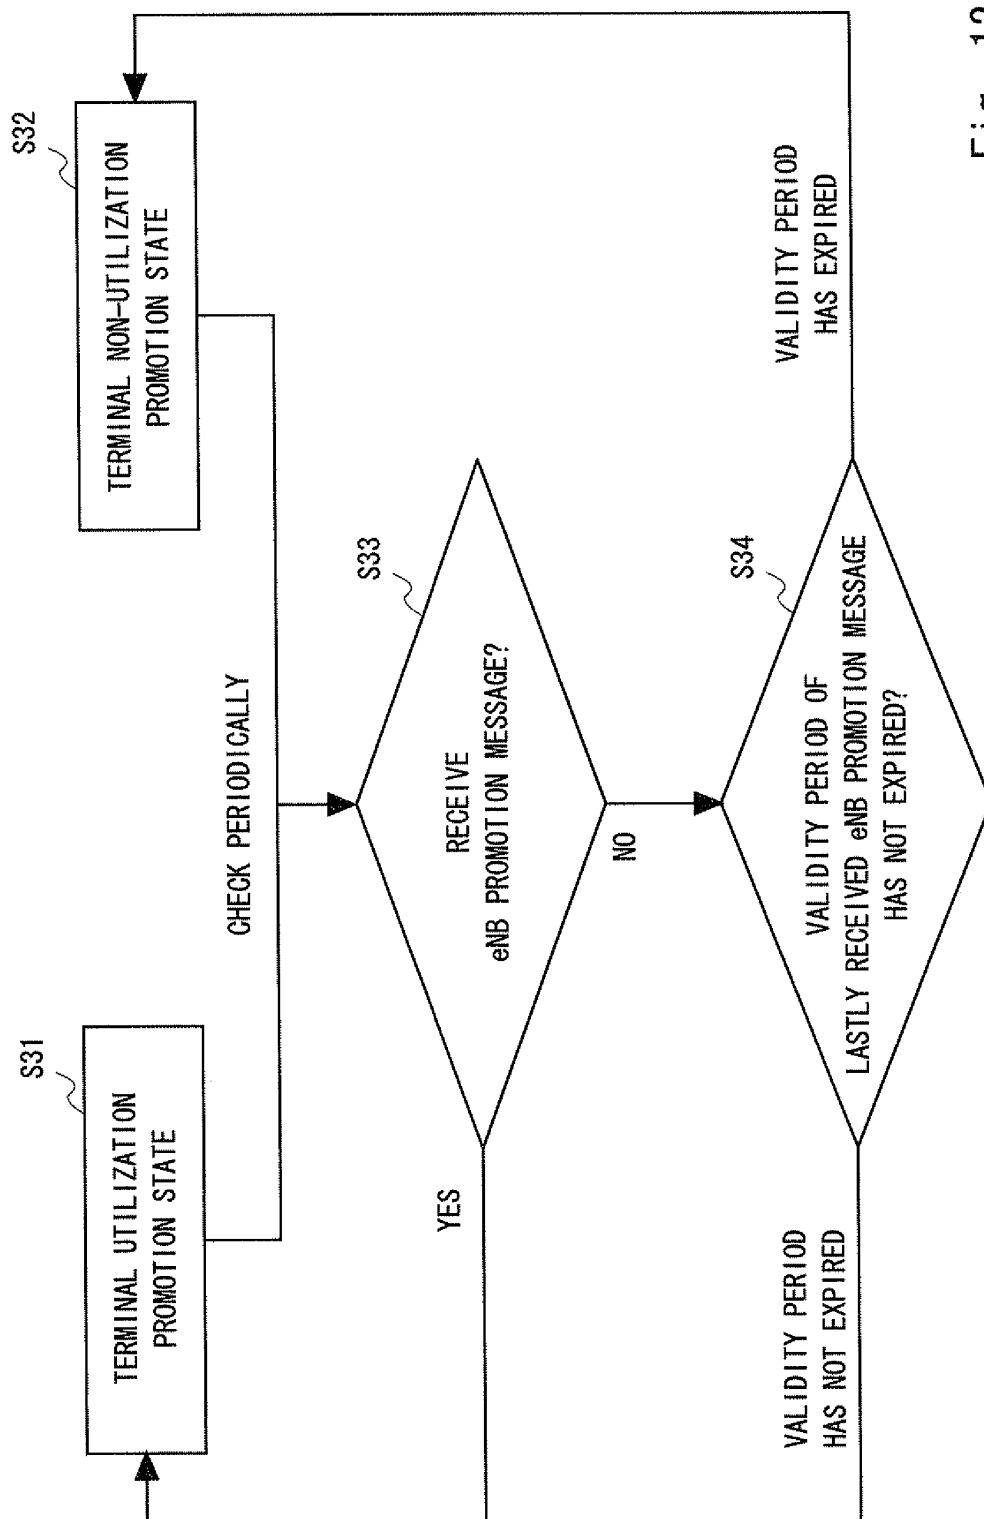 S31
TERMINAL UTILIZATION
PROMOTION STATE
S32
TERMINAL NON-UTILIZATION
PROMOTION STATE
CHECK PERIODICALLY
S33
RECEIVE
eNB PROMOTION MESSAGE?
YES
NO
S34
VALIDITY PERIOD OF
LASTLY RECEIVED eNB PROMOTION MESSAGE
HAS NOT EXPIRED?
VALIDITY PERIOD
HAS NOT EXPIRED
VALIDITY PERIOD
HAS EXPIRED